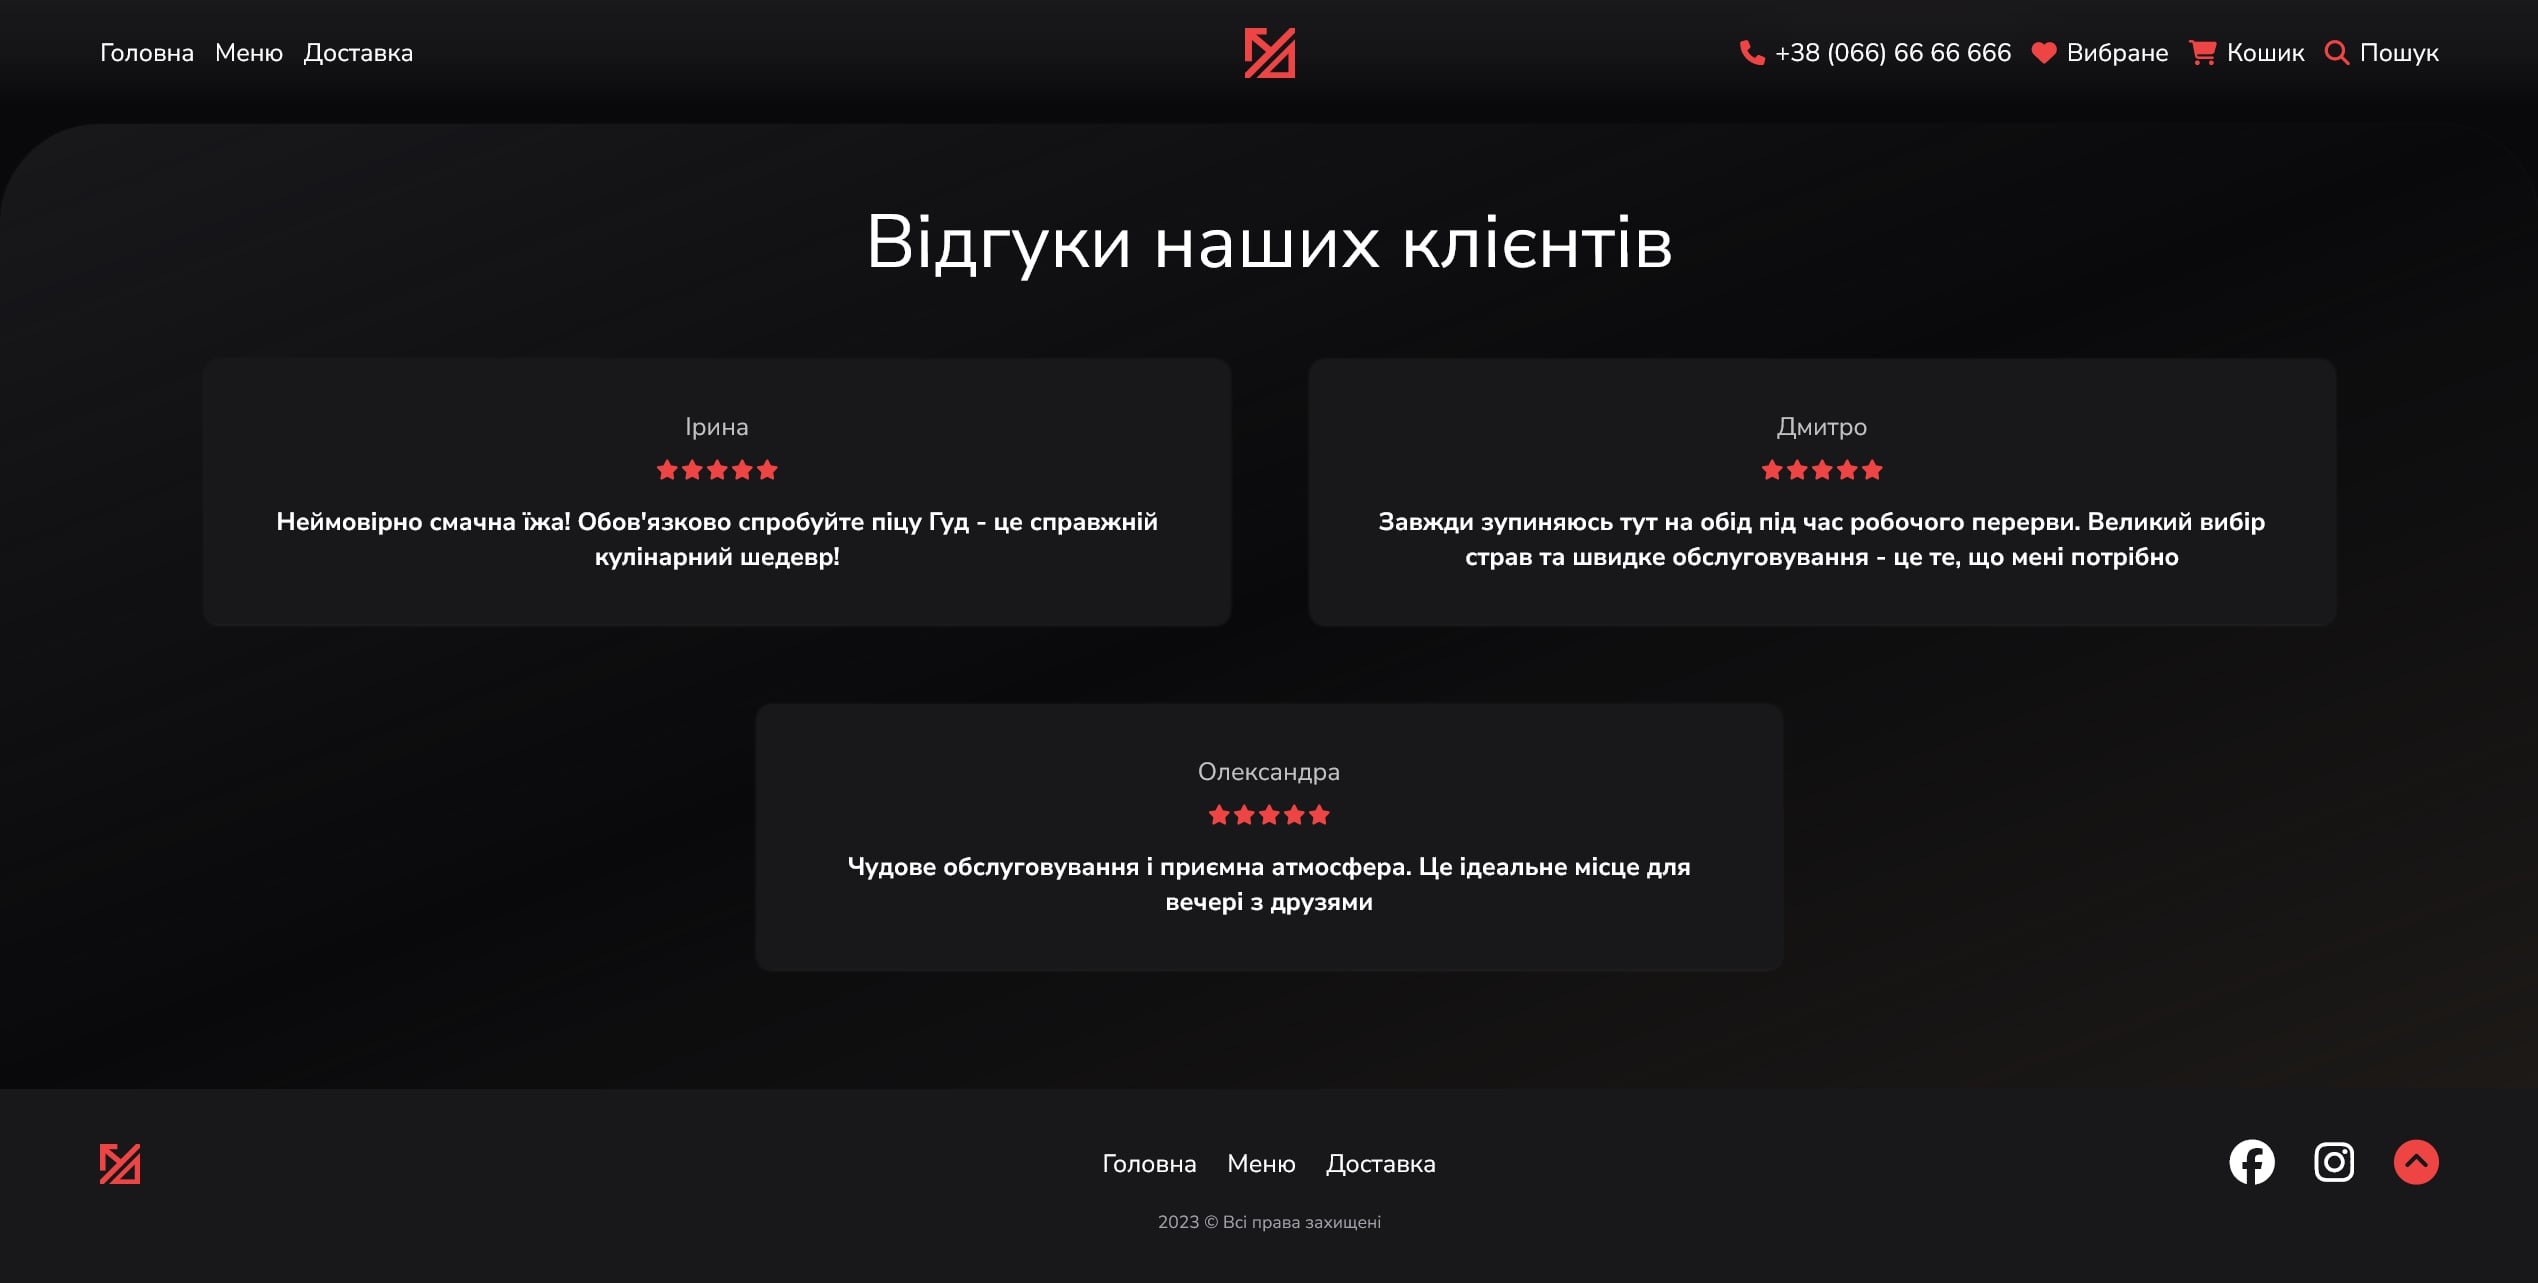 Головна Меню Доставка
+38 (066) 66 66 666 Вибране Кошик Пошук
Відгуки наших клієнтів
Ірина
Неймовірно смачна їжа! Обов'язково спробуйте піцу Гуд - це справжній
кулінарний шедевр!
Дмитро
Завжди зупиняюсь тут на обід під час робочого перерви. Великий вибір
страв та швидке обслуговування - це те, що мені потрібно
Олександра
Чудове обслуговування і приємна атмосфера. Це ідеальне місце для
вечері з друзями
Головна Меню Доставка
2023 © Всі права захищені